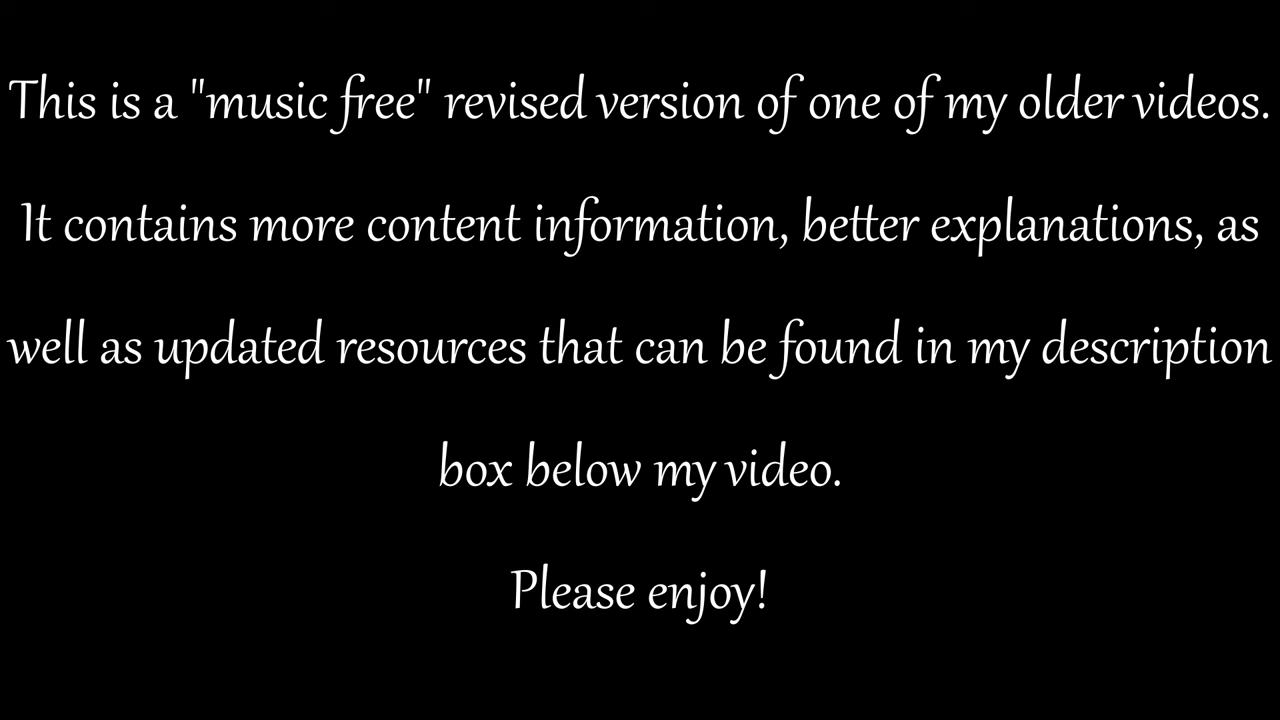 This is a "music free" revised version of one of my older videos.
It contains more content information, better explanations, as
well as updated resources that can be found in my description
box below my video.
Please enjoy!